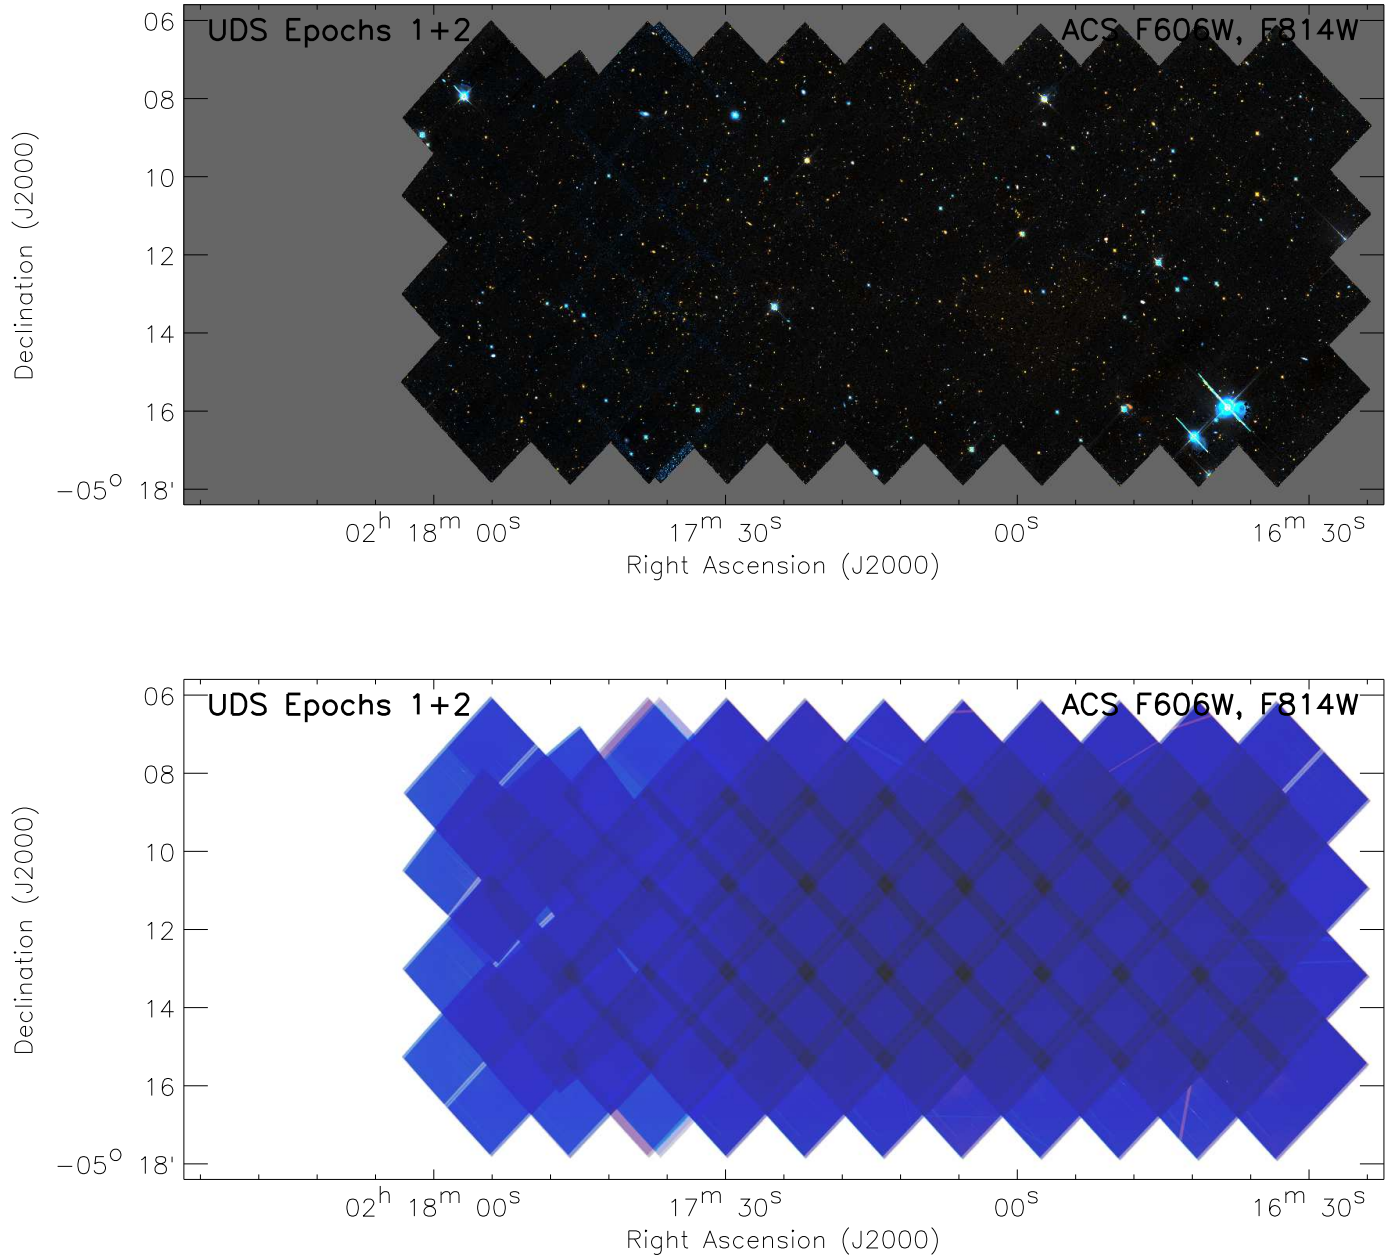 UDS Epochs 1+2 ACS F606W, F814W
06
08
10
12
14
16
-05° 18'
Declination (J2000)
02h 18m 00s 17m 30s 00s 16m 30s
Right Ascension (J2000)
UDS Epochs 1+2 ACS F606W, F814W
06
08
10
12
14
16
-05° 18'
Declination (J2000)
02h 18m 00s 17m 30s 00s 16m 30s
Right Ascension (J2000)